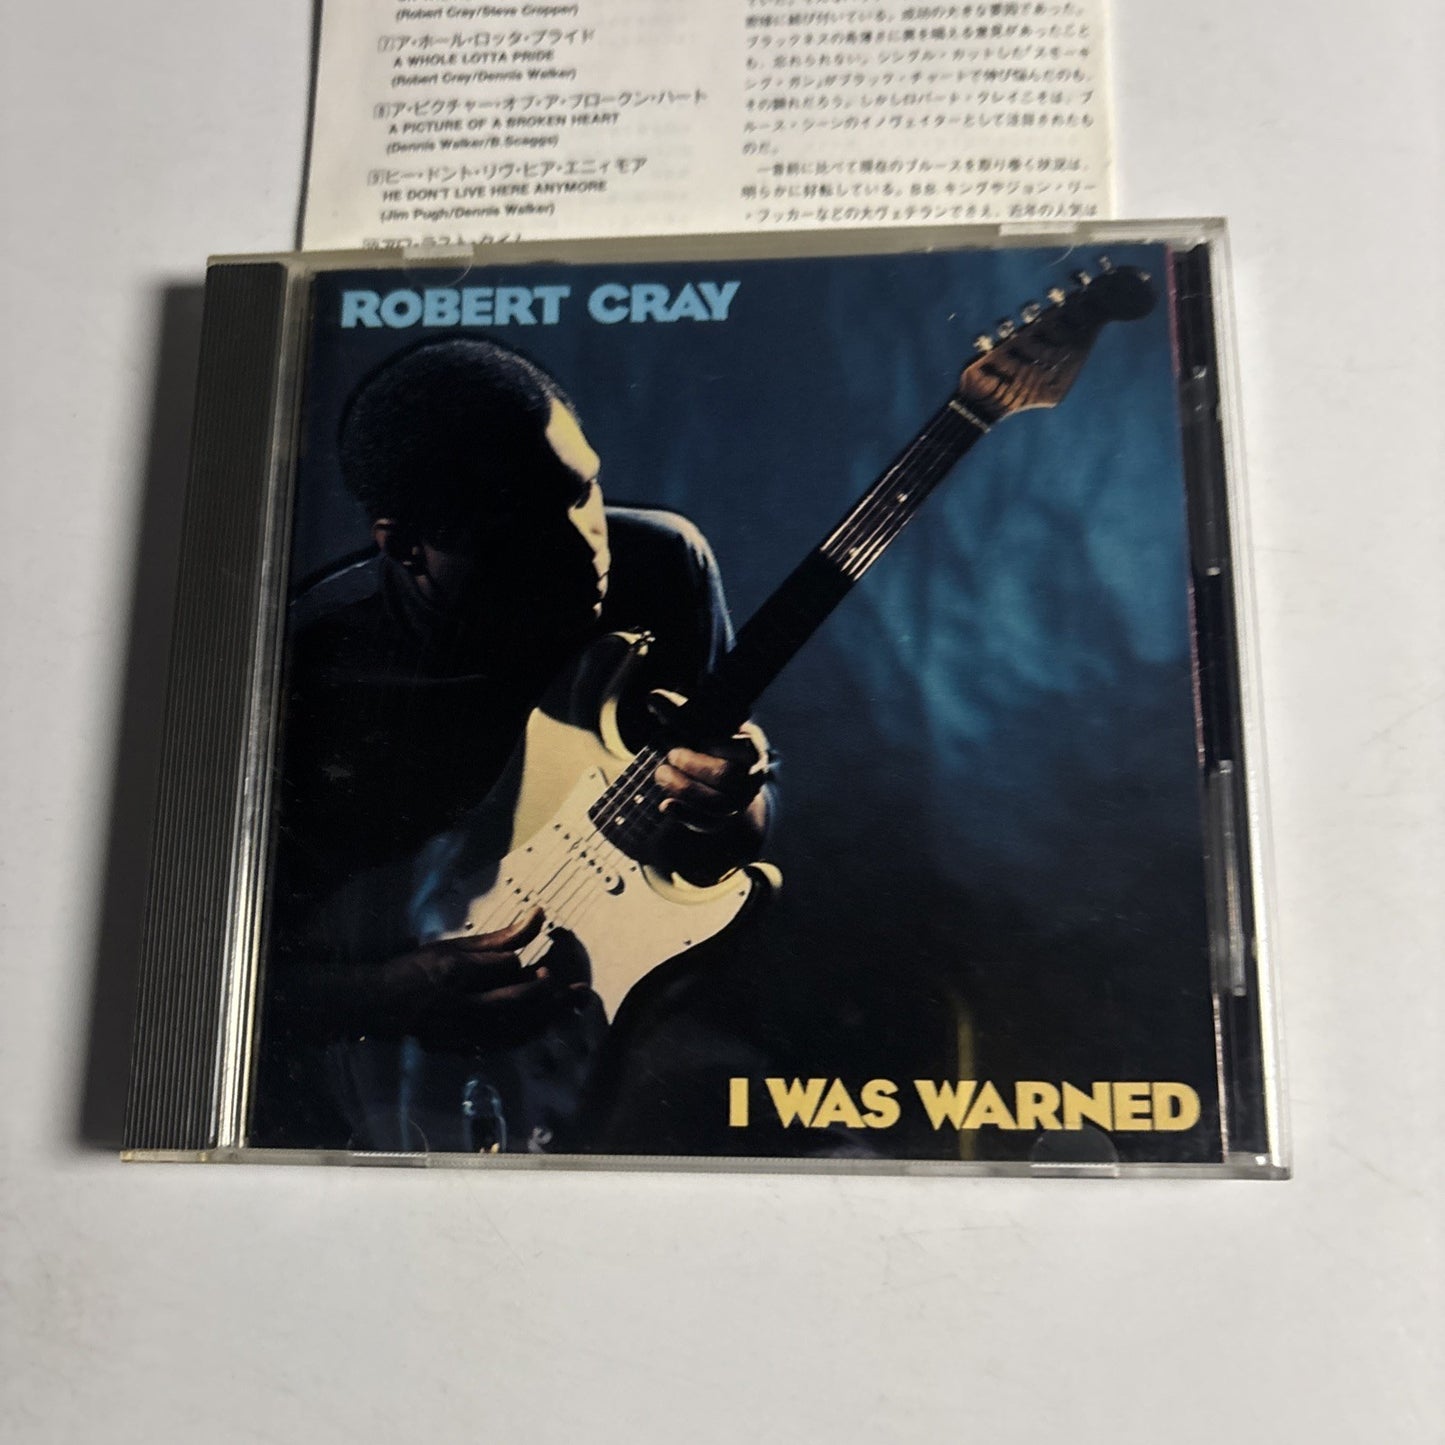 (Robert Cray/Steve Cropper)
[7]ア・ホール・ロッタ・プライド
A WHOLE LOTTA PRIDE
(Robert Cray/Dennis Walker)
[8]ア・ピクチャー・オブ・ア・ブロークン・ハート
A PICTURE OF A BROKEN HEART
(Dennis Walker/B.Scaggs)
[9]ヒー・ドント・リヴ・ヒア・エニィモア
HE DON'T LIVE HERE ANYMORE
(Jim Pugh/Dennis Walker)
密接に結び付いている。成功の大きな要因であった。
ブラックネスの希薄さに異を唱える意見があったこと
も、忘れられない。シングル・カットした「スモーキ
ング・ガン」がブラック・チャートで伸び悩んだのも、
その顕れだろう。しかしロバート・クレイこそは、ブ
ルース・シーンのイノヴェイターとして注目されたも
のだ。
一昔前に比べて現在のブルースを取り巻く状況は、
明らかに好転している。B.B.キングやジョン・リー
・フッカーなどの大ヴェテランでさえ、近年の人気は
ROBERT CRAY
I WAS WARNED